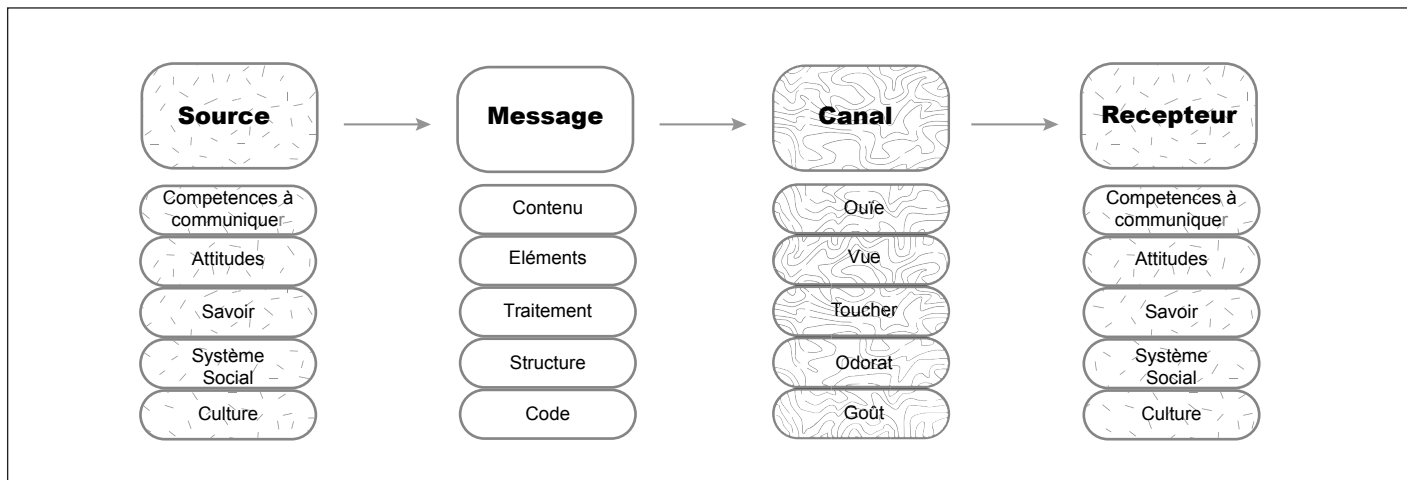 Source
Competences à
communiquer
Attitudes
Savoir
Système
Social
Culture
Message
Contenu
Eléments
Traitement
Structure
Code
Canal
Ouïe
Vue
Toucher
Odorat
Goût
Recepteur
Competences à
communiquer
Attitudes
Savoir
Système
Social
Culture